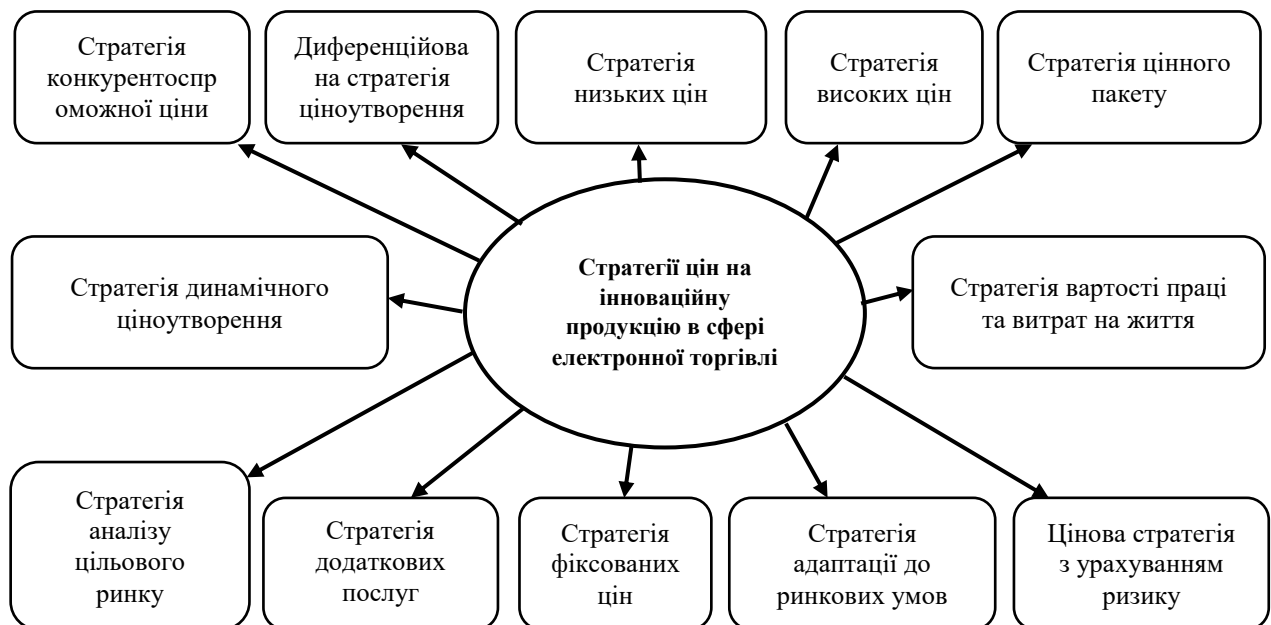 Стратегія
конкурентоспр
оможної ціни
Диференційова
на стратегія
ціноутворення
Стратегія
низьких цін
Стратегія
високих цін
Стратегія цінного
пакету
Стратегія динамічного
ціноутворення
Стратегії цін на
інноваційну
продукцію в сфері
електронної торгівлі
Стратегія вартості праці
та витрат на життя
Стратегія
аналізу
цільового
ринку
Стратегія
додаткових
послуг
Стратегія
фіксованих
цін
Стратегія
адаптації до
ринкових умов
Цінова стратегія
з урахуванням
ризику